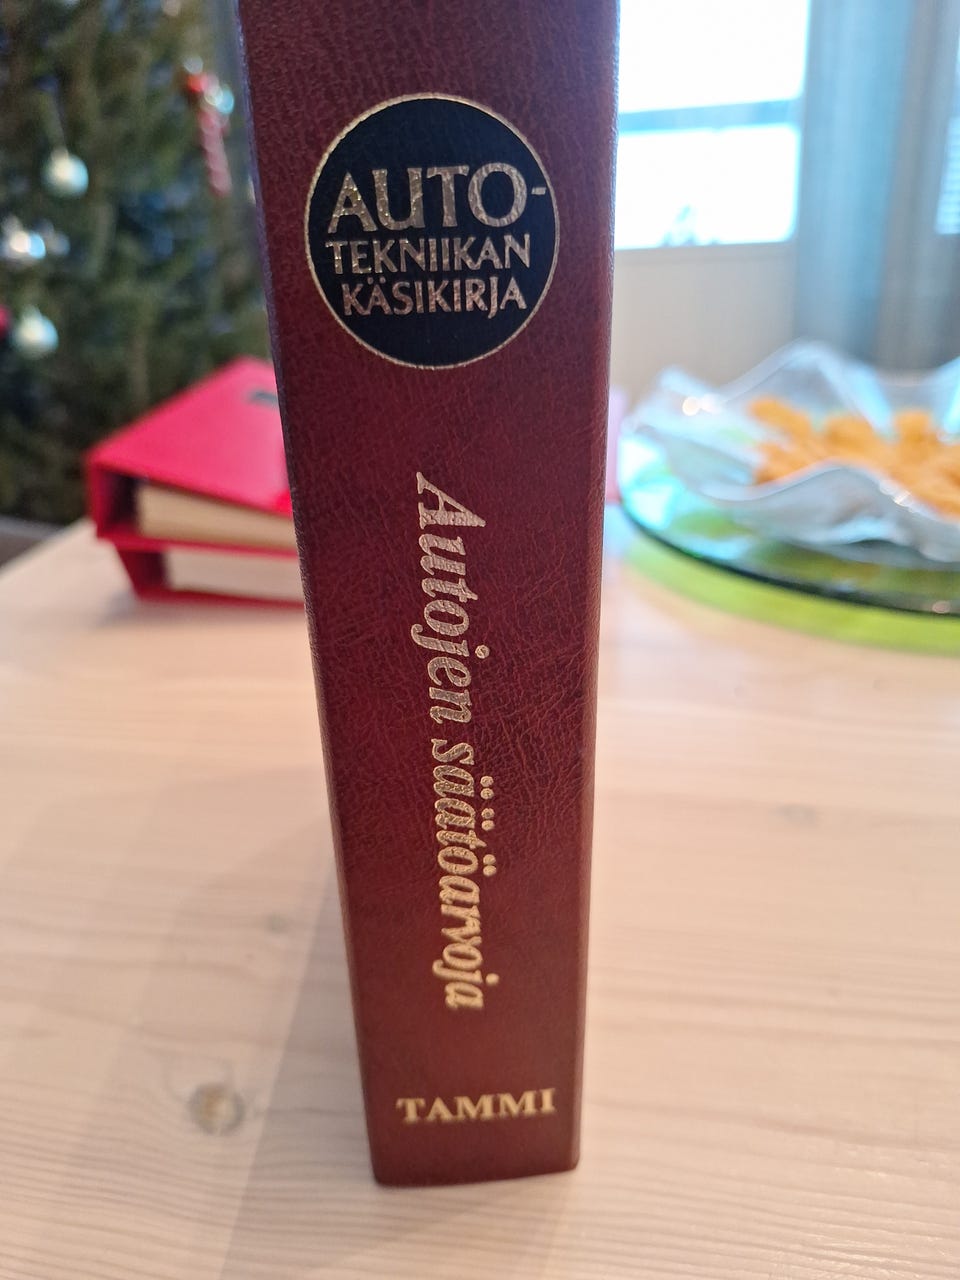 AUTO-
TEKNIIKAN
KÄSIKIRJA
Autojen säätöarvoja
TAMMI